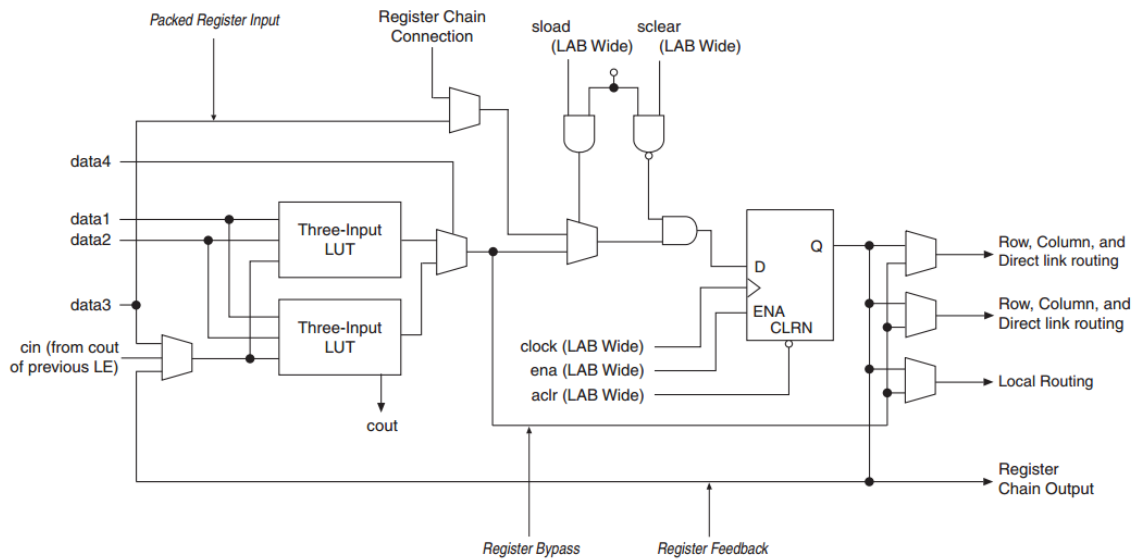 Packed Register Input
Register Chain
Connection
sload
(LAB Wide)
sclear
(LAB Wide)
data4
data1
data2
Three-Input
LUT
data3
Three-Input
LUT
cin (from cout
of previous LE)
cout
Q
D
ENA
CLRN
clock (LAB Wide)
ena (LAB Wide)
aclr (LAB Wide)
Row, Column, and
Direct link routing
Row, Column, and
Direct link routing
Local Routing
Register
Chain Output
Register Bypass
Register Feedback